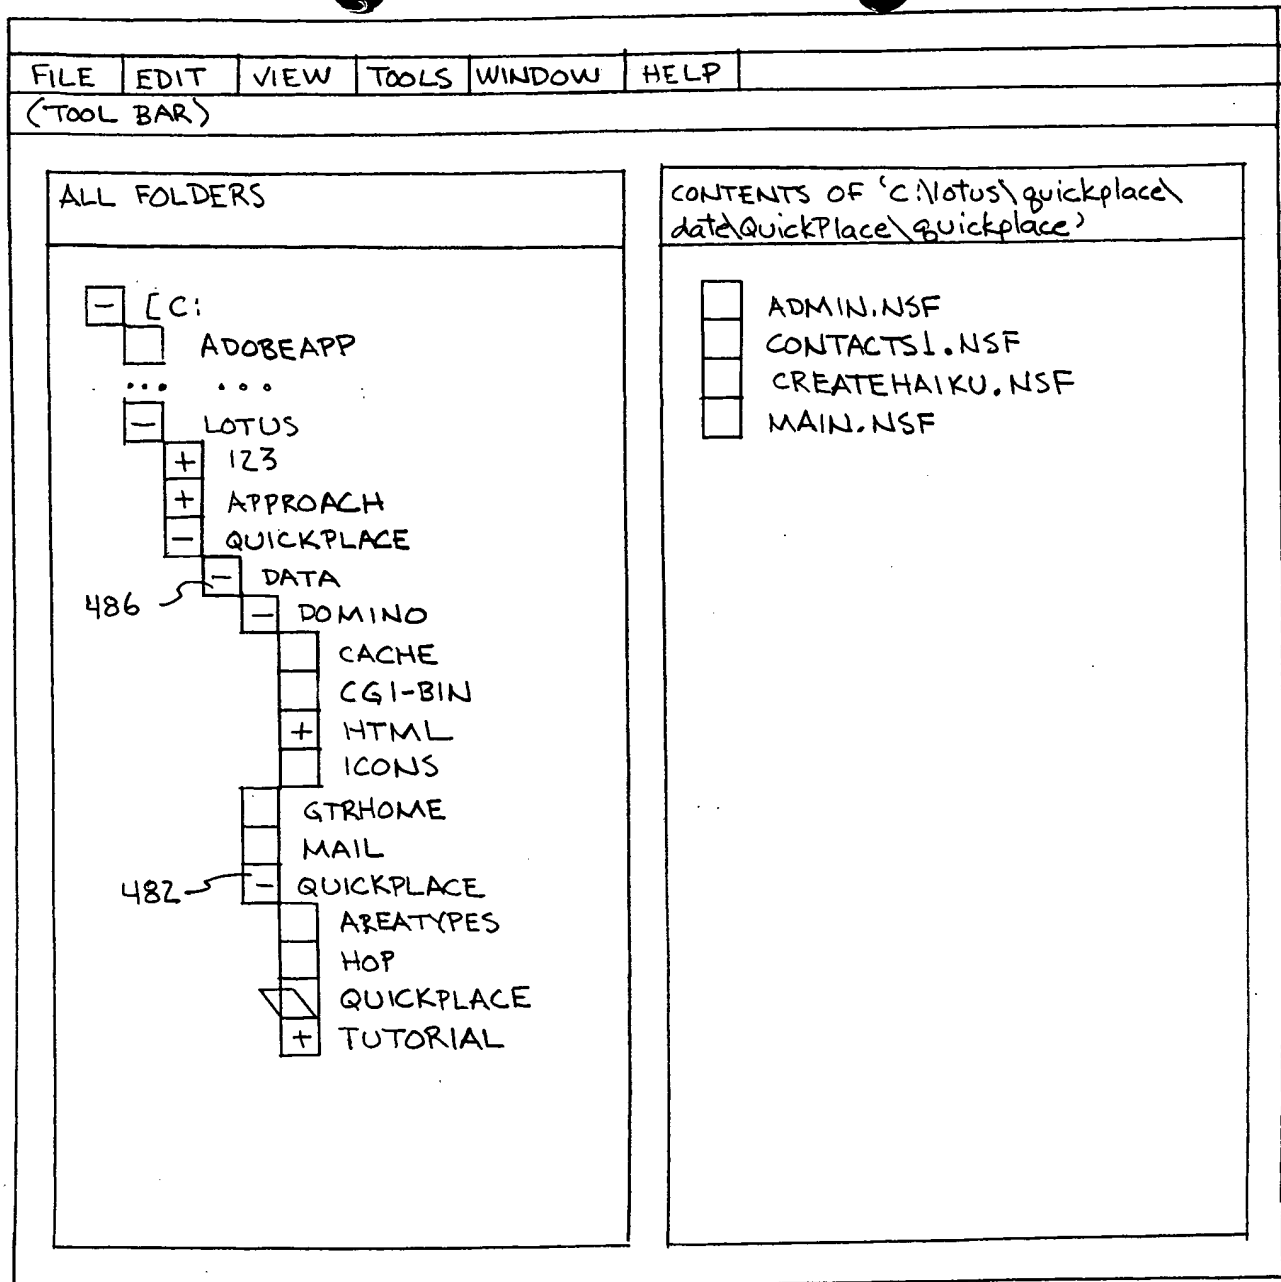 FILE EDIT VIEW TOOLS WINDOW HELP
(TOOL BAR)
ALL FOLDERS
[C:
ADOBEAPP
... ...
LOTUS
+ 123
+ APPROACH
- QUICKPLACE
- DATA
486
- DOMINO
CACHE
CGI-BIN
+ HTML
ICONS
GTRHOME
MAIL
482 - QUICKPLACE
AREATYPES
HOP
QUICKPLACE
+ TUTORIAL
CONTENTS OF 'C:\lotus\quickplace\
date\QuickPlace\quickplace'
ADMIN.NSF
CONTACTS1.NSF
CREATEHAIKU.NSF
MAIN.NSF